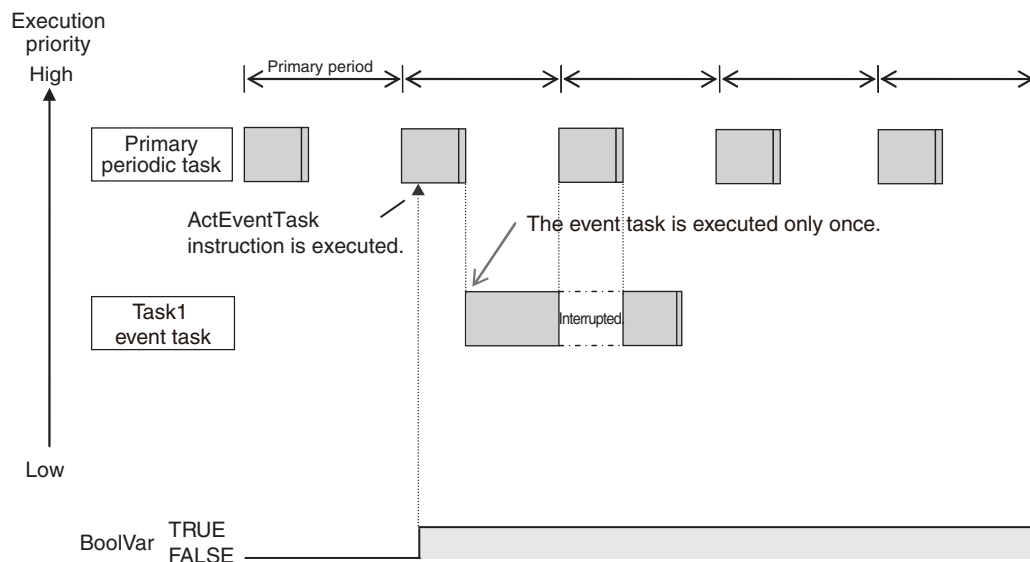 Execution
priority
High
Primary period
Primary
periodic task
ActEventTask
instruction is executed.
The event task is executed only once.
Task1
event task
Interrupted.
Low
BoolVar
TRUE
FALSE